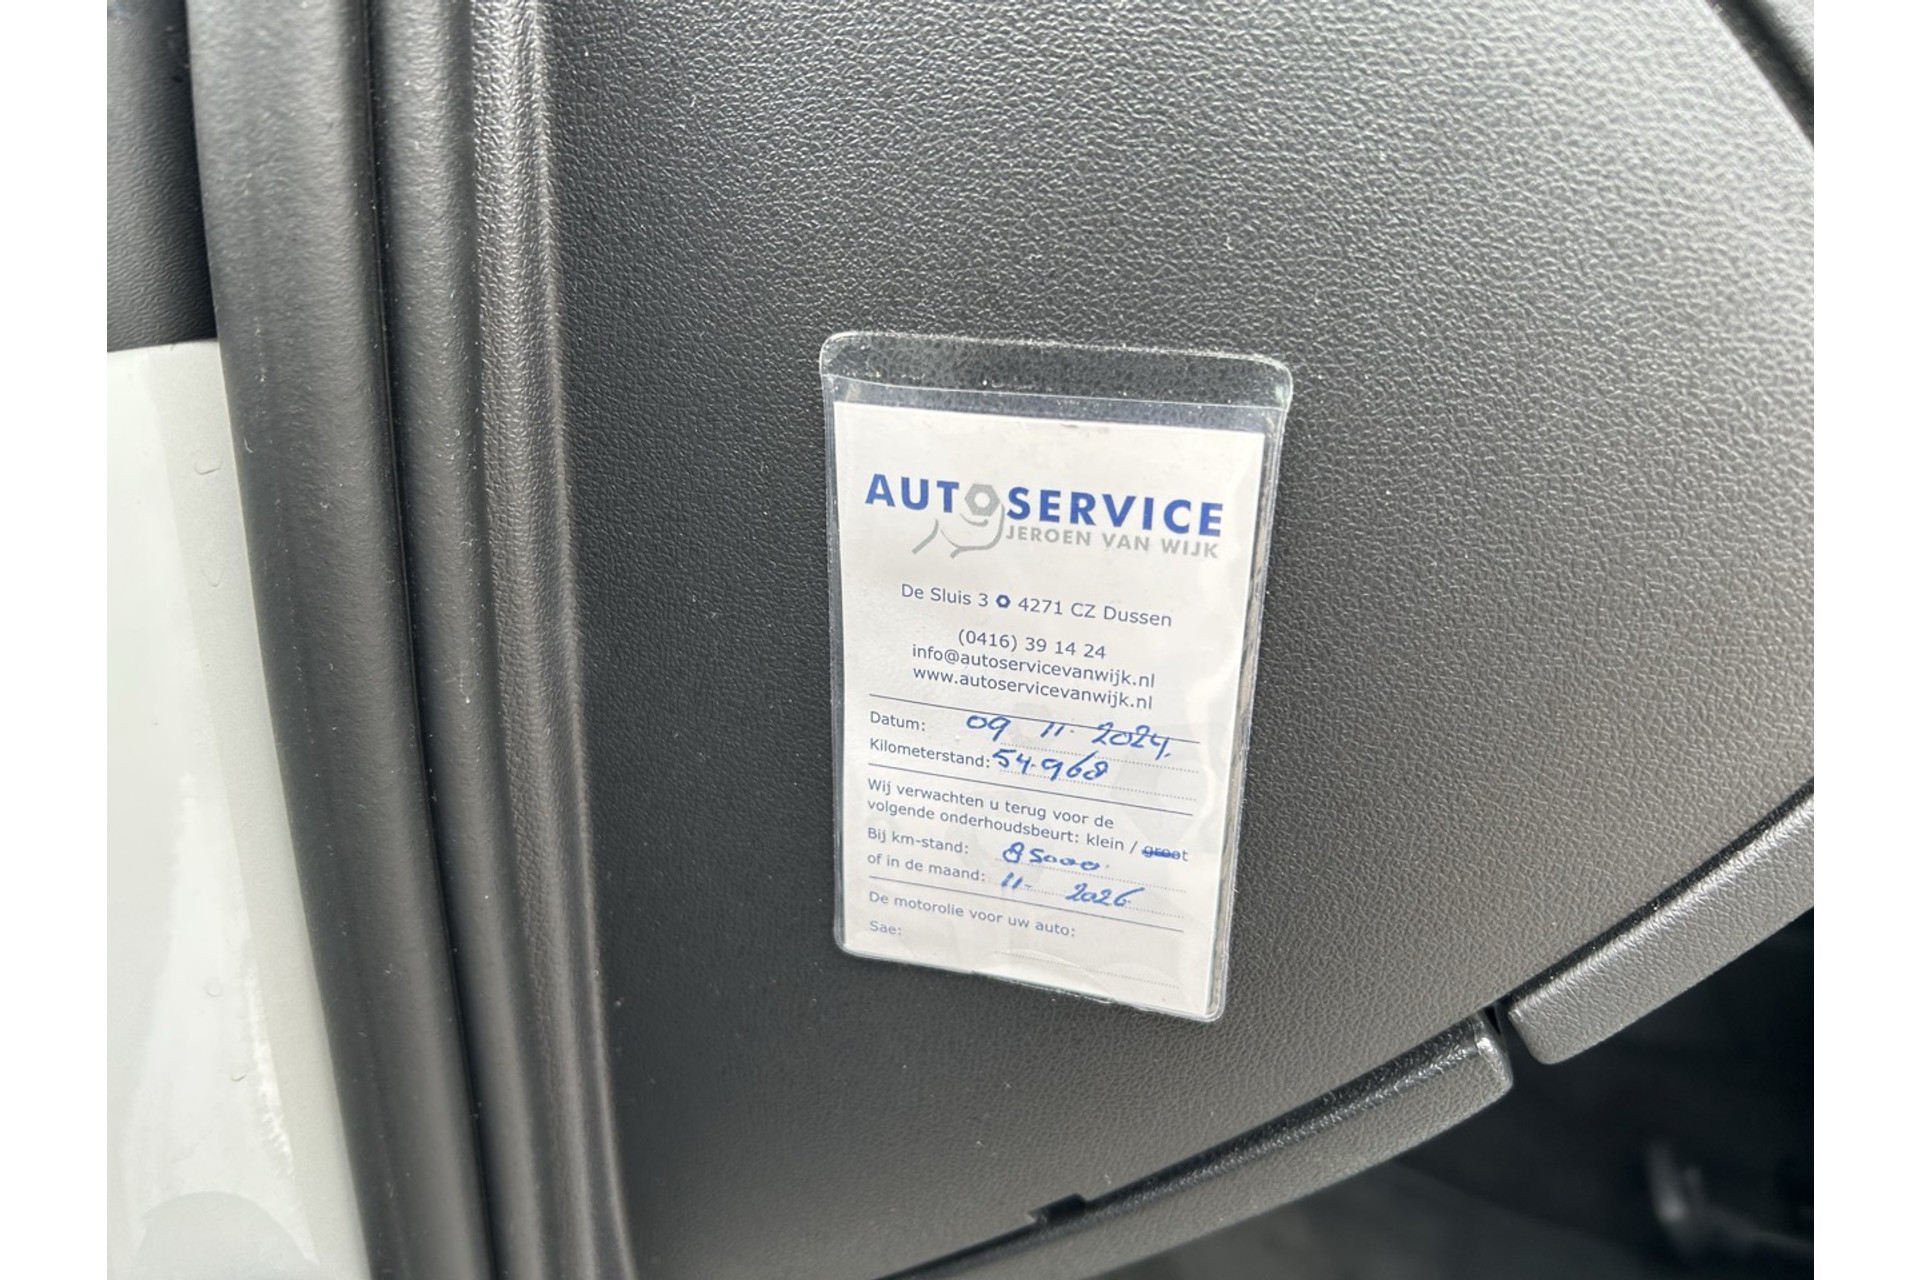 AUTOSERVICE
JEROEN VAN WIJK
De Sluis 3 4271 CZ Dussen
(0416) 39 14 24
info@autoservicevanwijk.nl
www.autoservicevanwijk.nl
Datum: 09 11. 2024.
Kilometerstand: 54.968
Wij verwachten u terug voor de
volgende onderhoudsbeurt: klein / groot
Bij km-stand: 85000.
of in de maand: 11- 2026.
De motorolie voor uw auto:
Sae: